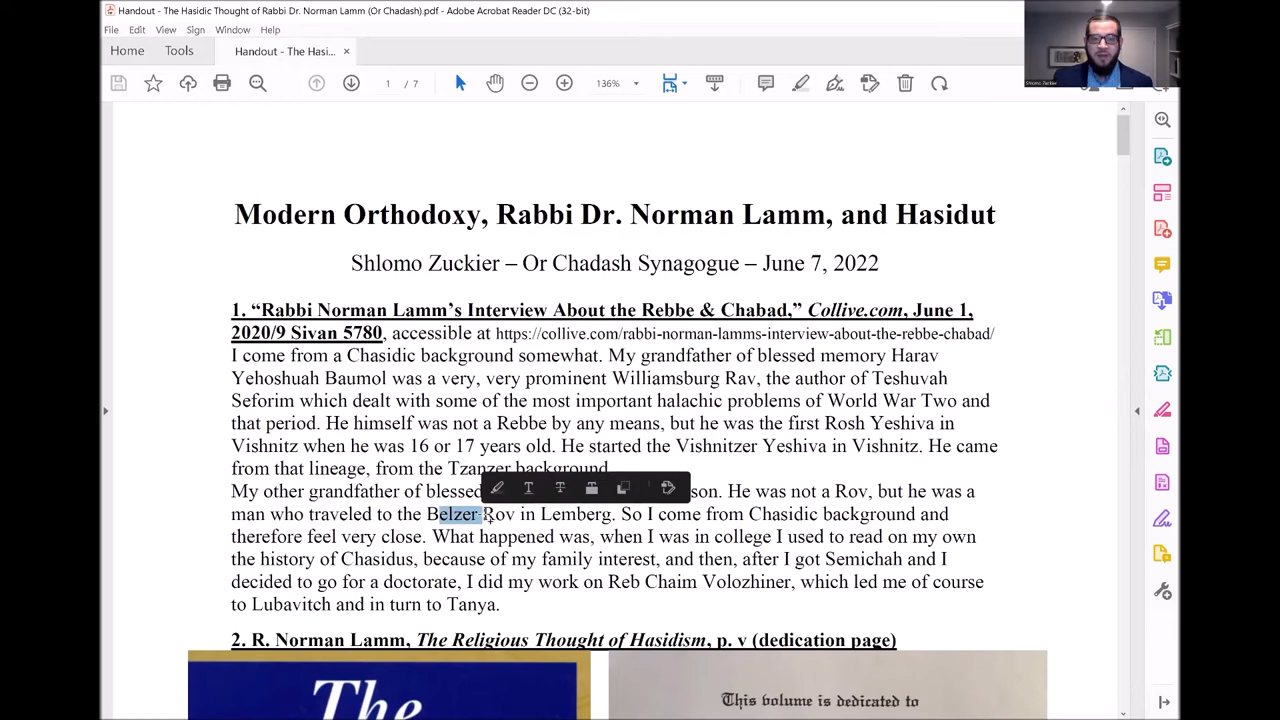 Handout - The Hasidic Thought of Rabbi Dr. Norman Lamm (Or Chadash).pdf - Adobe Acrobat Reader DC (32-bit)
File Edit View Sign Window Help
Home Tools Handout - The Hasi... ×
1 / 7 136%
Shlomo Zuckier
Modern Orthodoxy, Rabbi Dr. Norman Lamm, and Hasidut
Shlomo Zuckier – Or Chadash Synagogue – June 7, 2022
1. “Rabbi Norman Lamm’s Interview About the Rebbe & Chabad,” Collive.com, June 1,
2020/9 Sivan 5780, accessible at https://collive.com/rabbi-norman-lamms-interview-about-the-rebbe-chabad/
I come from a Chasidic background somewhat. My grandfather of blessed memory Harav
Yehoshuah Baumol was a very, very prominent Williamsburg Rav, the author of Teshuvah
Seforim which dealt with some of the most important halachic problems of World War Two and
that period. He himself was not a Rebbe by any means, but he was the first Rosh Yeshiva in
Vishnitz when he was 16 or 17 years old. He started the Vishnitzer Yeshiva in Vishnitz. He came
from that lineage, from the Tzanzer background.
My other grandfather of blessed son. He was not a Rov, but he was a
man who traveled to the Belzer Rov in Lemberg. So I come from Chasidic background and
therefore feel very close. What happened was, when I was in college I used to read on my own
the history of Chasidus, because of my family interest, and then, after I got Semichah and I
decided to go for a doctorate, I did my work on Reb Chaim Volozhiner, which led me of course
to Lubavitch and in turn to Tanya.
2. R. Norman Lamm, The Religious Thought of Hasidism, p. v (dedication page)
The
This volume is dedicated to